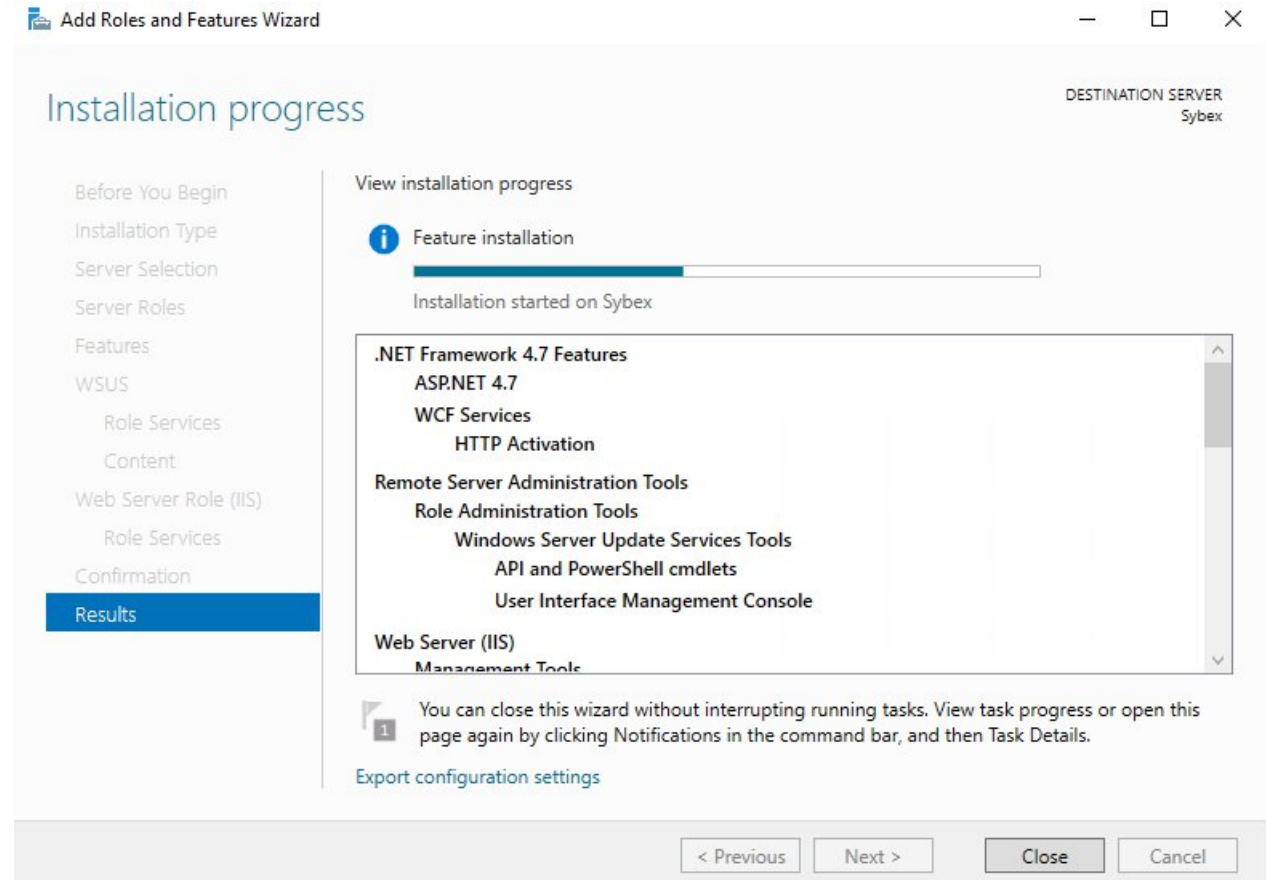 Add Roles and Features Wizard
Installation progress
DESTINATION SERVER
Sybex
Before You Begin
Installation Type
Server Selection
Server Roles
Features
WSUS
Role Services
Content
Web Server Role (IIS)
Role Services
Confirmation
Results
View installation progress
Feature installation
Installation started on Sybex
.NET Framework 4.7 Features
ASP.NET 4.7
WCF Services
HTTP Activation
Remote Server Administration Tools
Role Administration Tools
Windows Server Update Services Tools
API and PowerShell cmdlets
User Interface Management Console
Web Server (IIS)
Management Tools
1
You can close this wizard without interrupting running tasks. View task progress or open this
page again by clicking Notifications in the command bar, and then Task Details.
Export configuration settings
< Previous
Next >
Close
Cancel